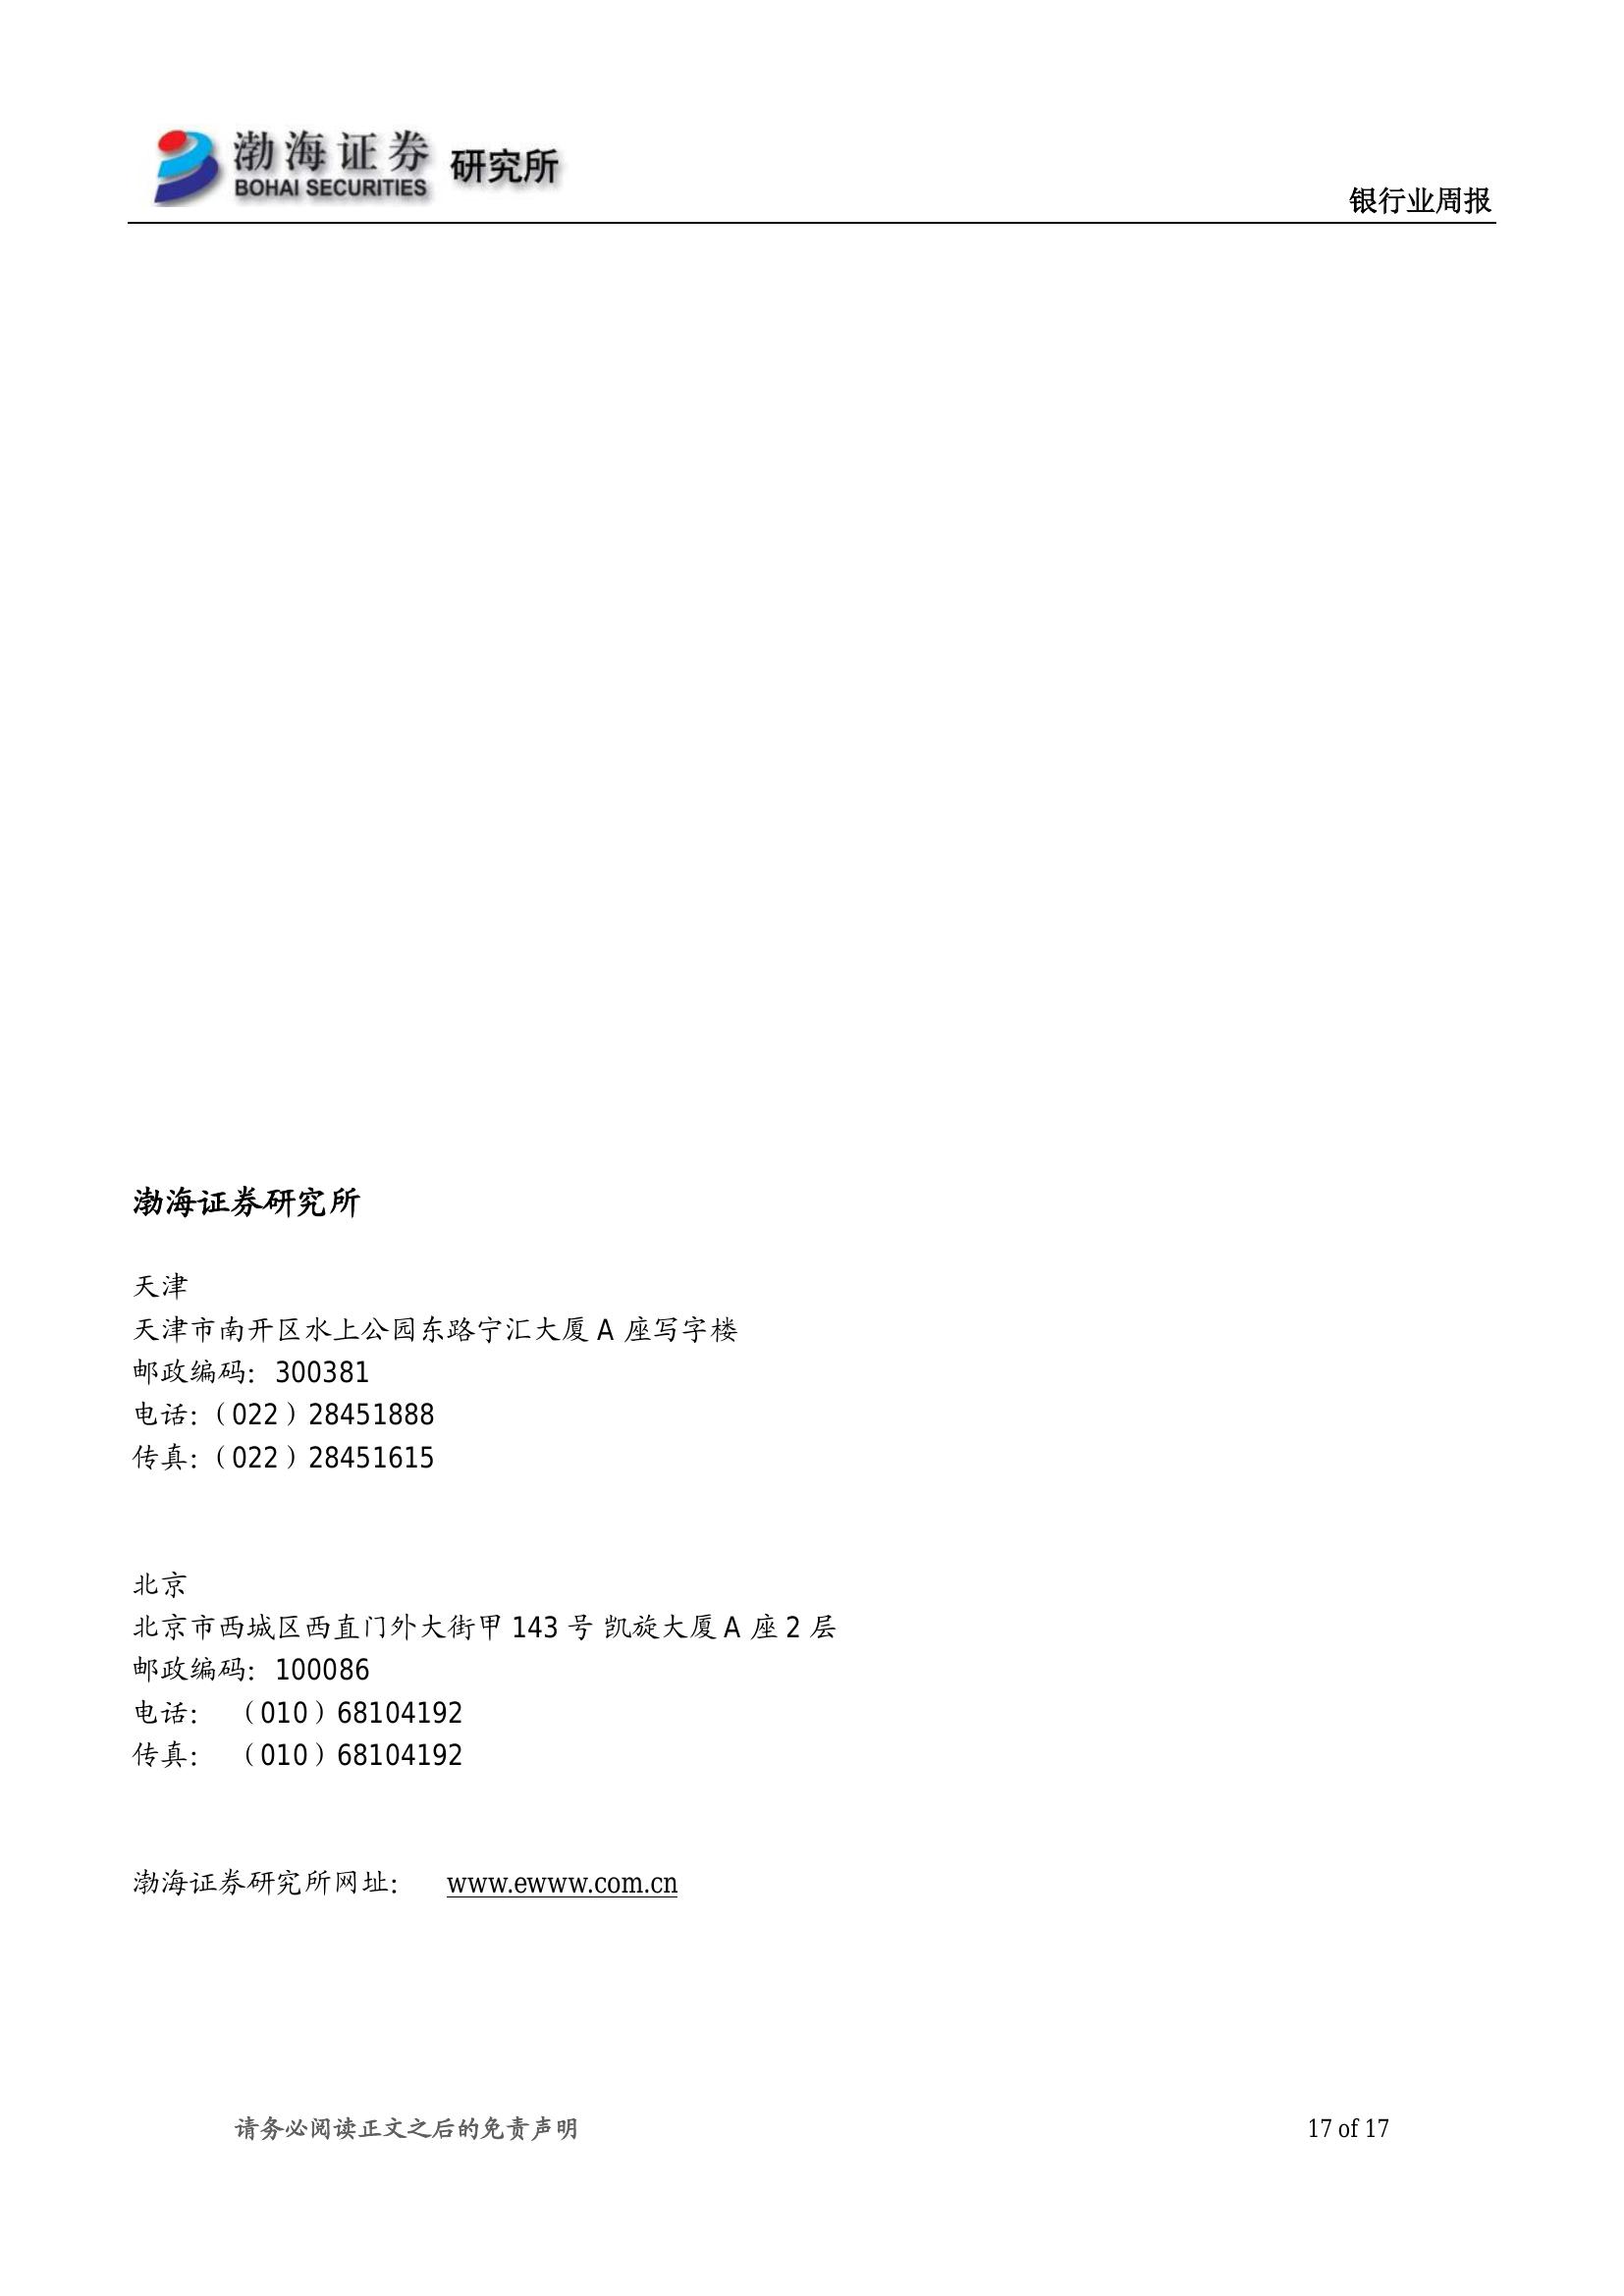 渤海证券 研究所
BOHAI SECURITIES
银行业周报
渤海证券研究所
天津
天津市南开区水上公园东路宁汇大厦 A 座写字楼
邮政编码：300381
电话：（022）28451888
传真：（022）28451615
北京
北京市西城区西直门外大街甲 143 号 凯旋大厦 A 座 2 层
邮政编码：100086
电话： （010）68104192
传真： （010）68104192
渤海证券研究所网址： www.ewww.com.cn
请务必阅读正文之后的免责声明
17 of 17